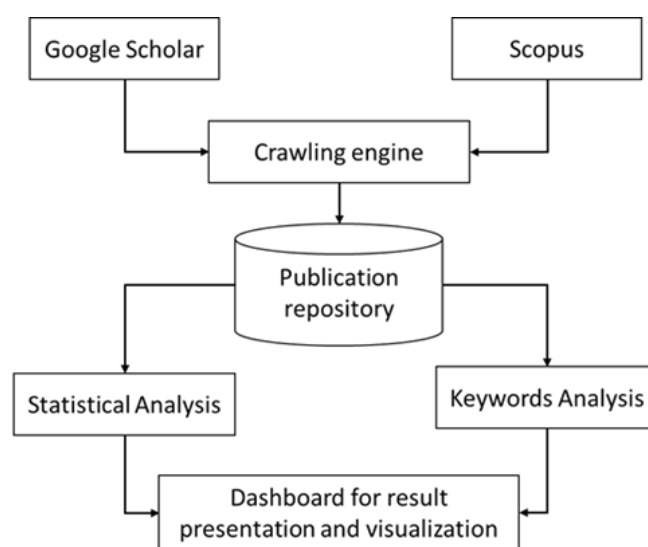 Google Scholar
Scopus
Crawling engine
Publication
repository
Statistical Analysis
Keywords Analysis
Dashboard for result
presentation and visualization